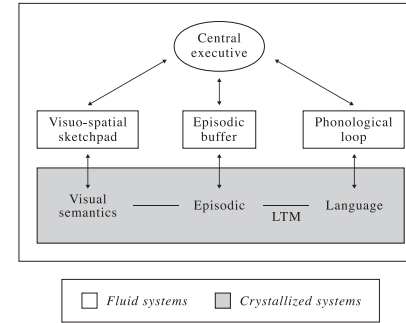 Central
executive
Visuo-spatial
sketchpad
Episodic
buffer
Phonological
loop
Visual
semantics
Episodic
LTM
Language
Fluid systems
Crystallized systems